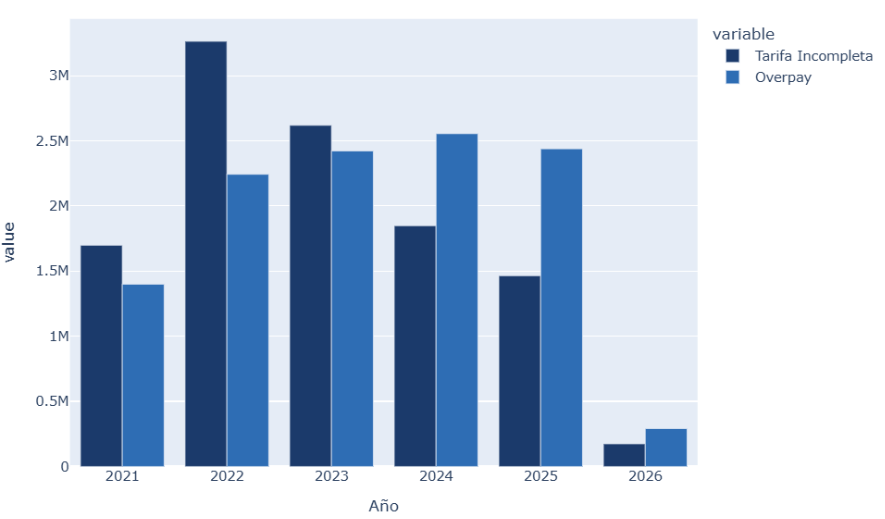 variable
Tarifa Incompleta
Overpay
3M
2.5M
2M
1.5M
1M
0.5M
0
value
2021 2022 2023 2024 2025 2026
Año